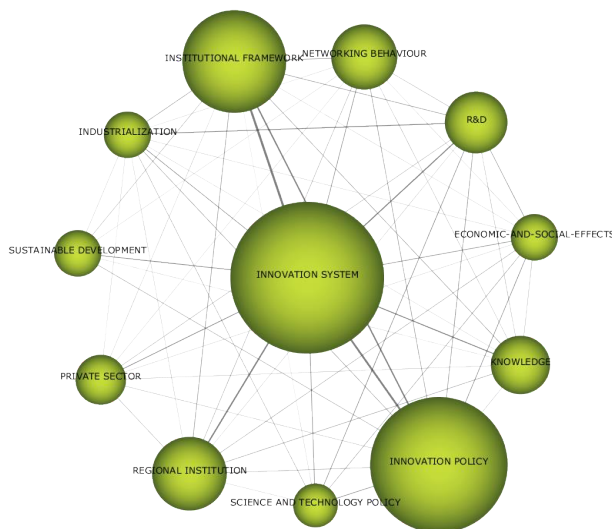 NETWORKING BEHAVIOUR
INSTITUTIONAL FRAMEWORK
R&D
INDUSTRIALIZATION
ECONOMIC-AND-SOCIAL-EFFECTS
SUSTAINABLE DEVELOPMENT
INNOVATION SYSTEM
KNOWLEDGE
PRIVATE SECTOR
INNOVATION POLICY
REGIONAL INSTITUTION
SCIENCE AND TECHNOLOGY POLICY